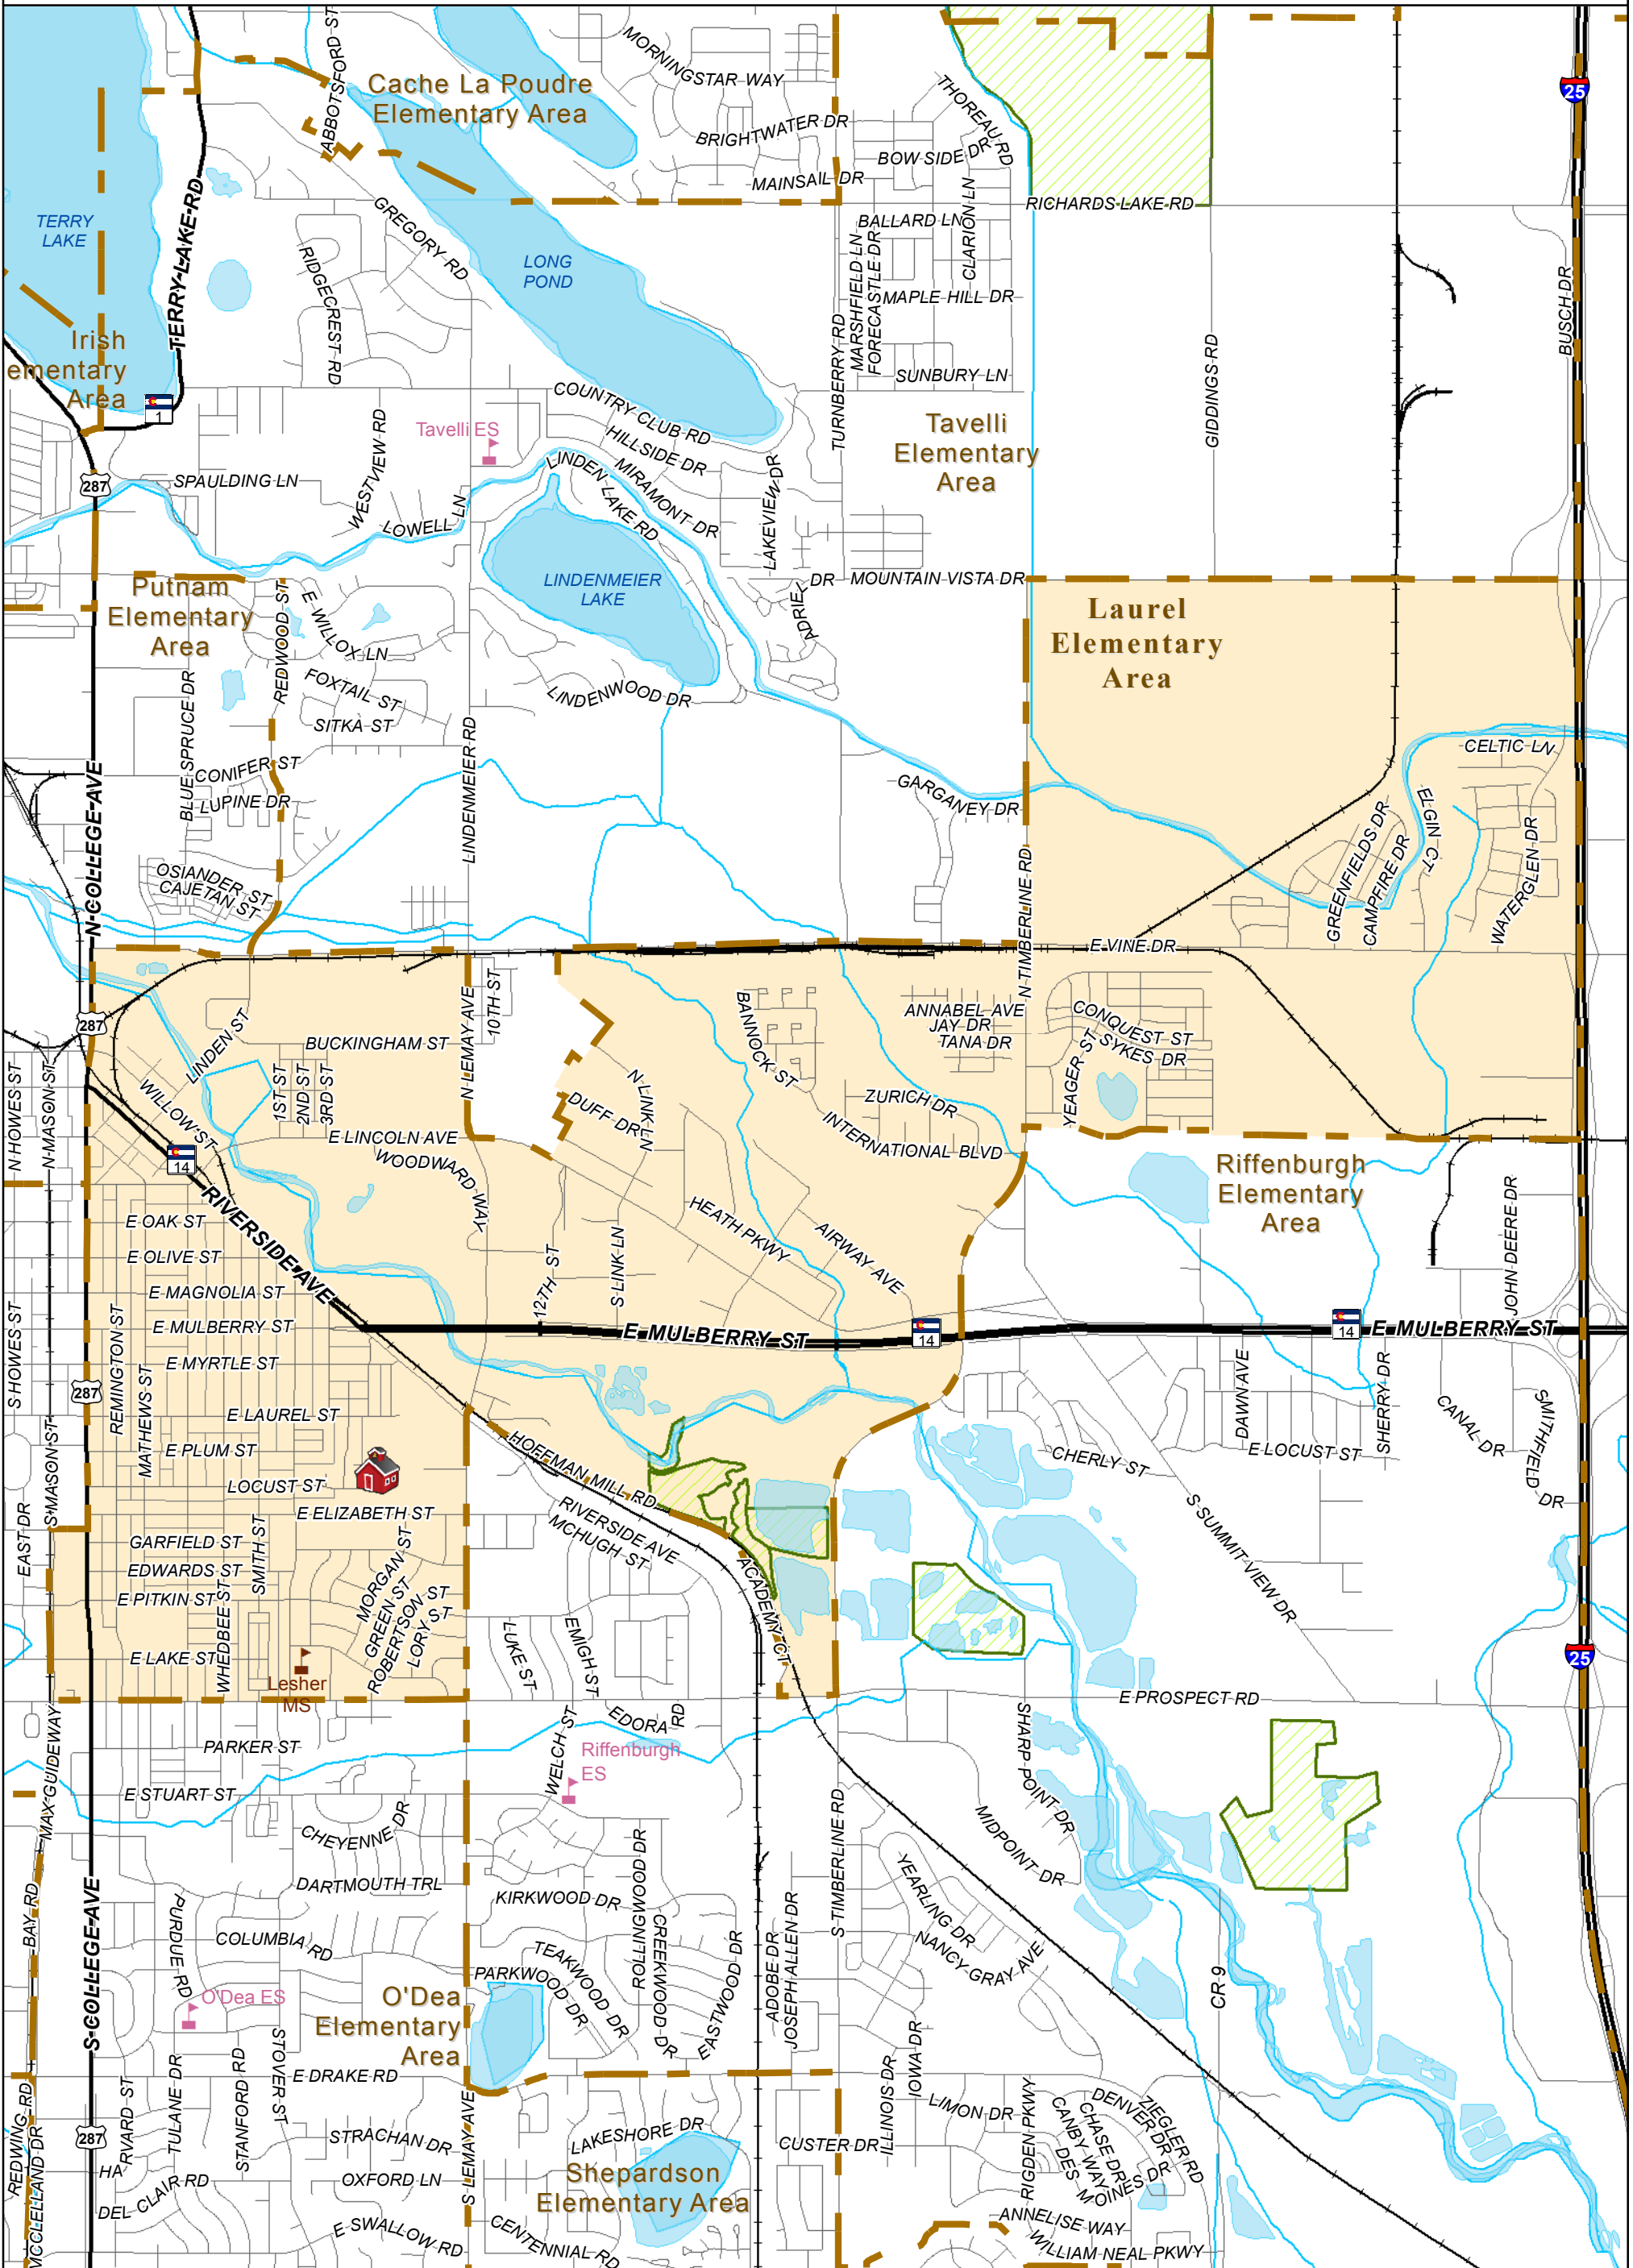 ABBOTSFORD ST
Cache La Poudre
Elementary Area
MORNINGSTAR WAY
BRIGHTWATER DR
THOREAU RD
BOW SIDE DR
MAINSAIL DR
25
TERRY
LAKE
TERRY LAKE RD
GREGORY RD
RIDGECREST RD
LONG
POND
BALLARD LN
CLARION LN
MARSHFIELD LN
FORECASTLE DR
MAPLE HILL DR
RICHARDS LAKE RD
BUSCH DR
GIDDINGS RD
TURNBERRY RD
SUNBURY LN
Irish
ementary
Area
1
COUNTRY CLUB RD
HILLSIDE DR
MIRAMONT DR
Tavelli ES
Tavelli
Elementary
Area
WESTVIEW RD
287
SPAULDING LN
LOWELL LN
LINDEN LAKE RD
LAKEVIEW DR
LINDENMEIER
LAKE
ADRIEL
DR
MOUNTAIN VISTA DR
Putnam
Elementary
Area
REDWOOD ST
E WILLOX LN
FOXTAIL ST
SITKA ST
LINDENWOOD DR
Laurel
Elementary
Area
BLUE SPRUCE DR
CONIFER ST
LUPINE DR
N COLLEGE AVE
LINDENMEIER RD
GARGANEY DR
CELTIC LN
ELGIN CT
GREENFIELDS DR
CAMPFIRE DR
WATERGLEN DR
OSIANDER ST
CAJETAN ST
N TIMBERLINE RD
E VINE DR
287
LINDEN ST
BUCKINGHAM ST
N LEMAY AVE
10TH ST
BANNOCK ST
ANNABEL AVE
JAY DR
TANA DR
CONQUEST ST
SYKES DR
YEAGER ST
ZURICH DR
INTERNATIONAL BLVD
N LINK LN
DUFF DR
N HOWES ST
N MASON ST
WILLOW ST
1ST ST
2ND ST
3RD ST
E LINCOLN AVE
WOODWARD WAY
14
RIVERSIDE AVE
Riffenburgh
Elementary
Area
JOHN DEERE DR
E OAK ST
E OLIVE ST
E MAGNOLIA ST
E MULBERRY ST
E MYRTLE ST
HEATH PKWY
AIRWAY AVE
12TH ST
S LINK LN
E MULBERRY ST
14
14
E MULBERRY ST
S HOWES ST
287
REMINGTON ST
MATHEWS ST
E LAUREL ST
E PLUM ST
LOCUST ST
E ELIZABETH ST
DAWN AVE
SHERRY DR
CANAL DR
SMITHFIELD
DR
CHERLY ST
E LOCUST ST
HOFFMAN MILL RD
S MASON ST
EAST DR
GARFIELD ST
EDWARDS ST
E PITKIN ST
SMITH ST
WHEDBEE ST
MORGAN ST
GREEN ST
ROBERTSON ST
LORY ST
RIVERSIDE AVE
MCHUGH ST
ACADEMY CT
S SUMMIT VIEW DR
LUKE ST
EMIGH ST
E LAKE ST
Lesher
MS
25
E PROSPECT RD
MAX GUIDEWAY
PARKER ST
E STUART ST
WELCH ST
EDORA RD
Riffenburgh
ES
SHARP POINT DR
MIDPOINT DR
CHEYENNE DR
DARTMOUTH TRL
KIRKWOOD DR
ROLLINGWOOD DR
CREEKWOOD DR
S TIMBERLINE RD
YEARLING DR
NANCY GRAY AVE
BAY RD
S COLLEGE AVE
PURDUE RD
COLUMBIA RD
O'Dea ES
O'Dea
Elementary
Area
TEAKWOOD DR
PARKWOOD DR
EASTWOOD DR
ADOBE DR
JOSEPH ALLEN DR
CR 9
E DRAKE RD
STOVER ST
STANFORD RD
TULANE DR
HARVARD ST
287
REDWING RD
MCCLELLAND DR
DEL CLAIR RD
STRACHAN DR
OXFORD LN
E SWALLOW RD
S LEMAY AVE
LAKESHORE DR
Shepardson
Elementary Area
CENTENNIAL RD
CUSTER DR
ILLINOIS DR
IOWA DR
LIMON DR
RIGDEN PKWY
ZIEGLER RD
DENVER DR
CHASE DR
CANBY WAY
DES MOINES DR
ANNELISE WAY
WILLIAM NEAL PKWY